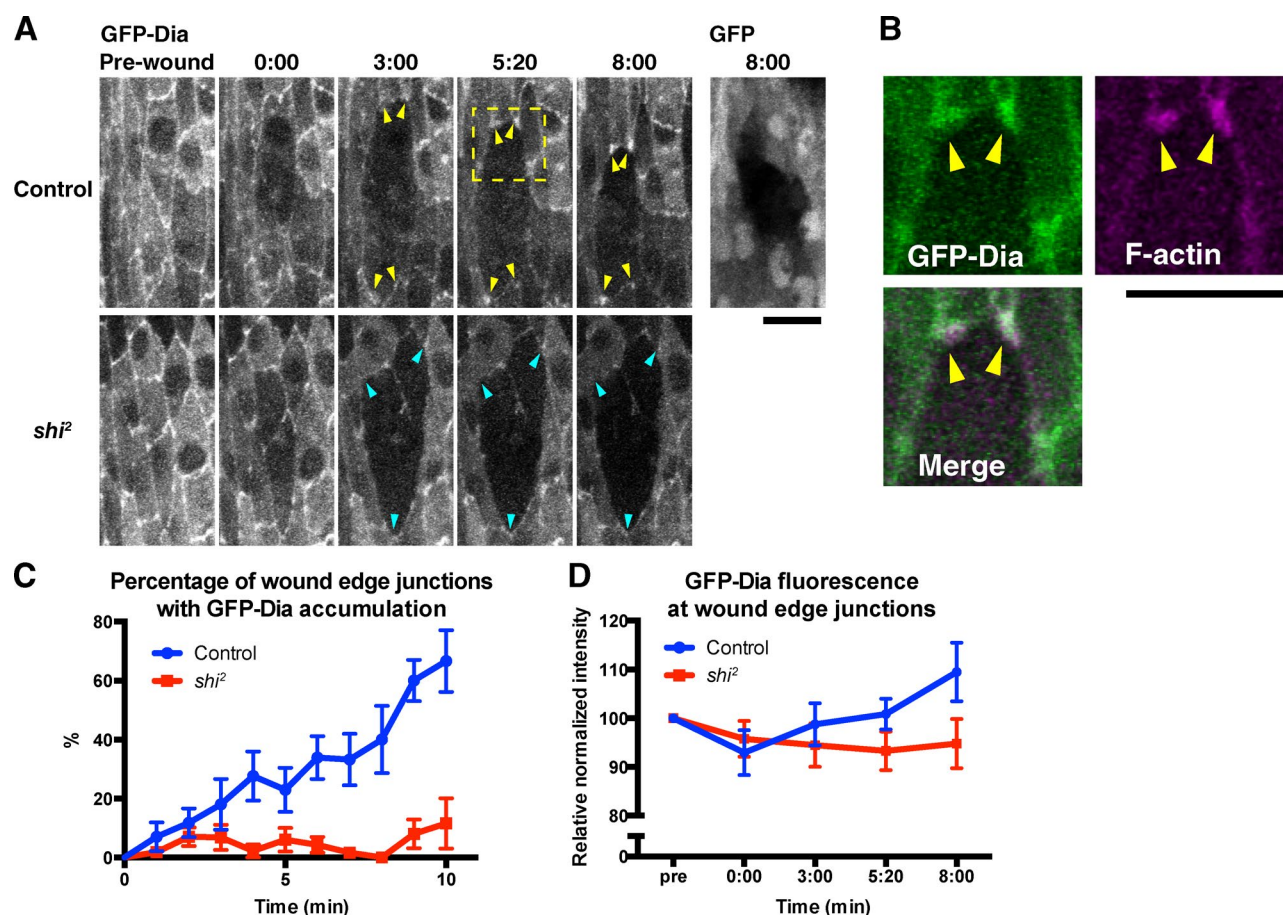 A
GFP-Dia
GFP
Pre-wound 0:00 3:00 5:20 8:00 8:00
Control
shi²
B
GFP-Dia
F-actin
Merge
C
Percentage of wound edge junctions
with GFP-Dia accumulation
80
60
40
20
0
%
Control
shi²
0 5 10
Time (min)
D
GFP-Dia fluorescence
at wound edge junctions
Relative normalized intensity
120
110
100
90
80
0
Control
shi²
pre 0:00 3:00 5:20 8:00
Time (min)